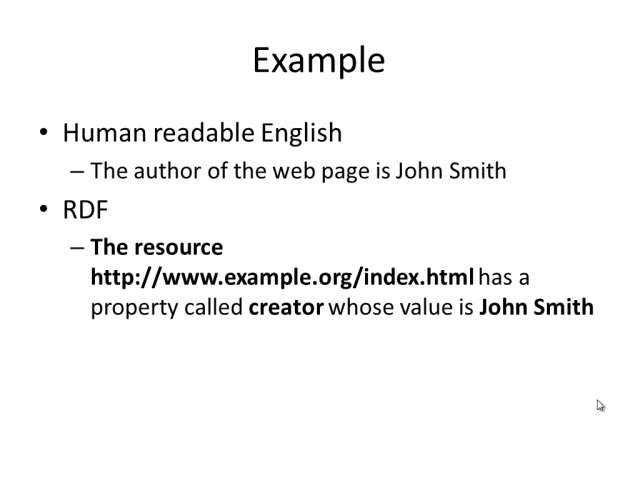 Example
• Human readable English
– The author of the web page is John Smith
• RDF
– The resource
http://www.example.org/index.html has a
property called creator whose value is John Smith